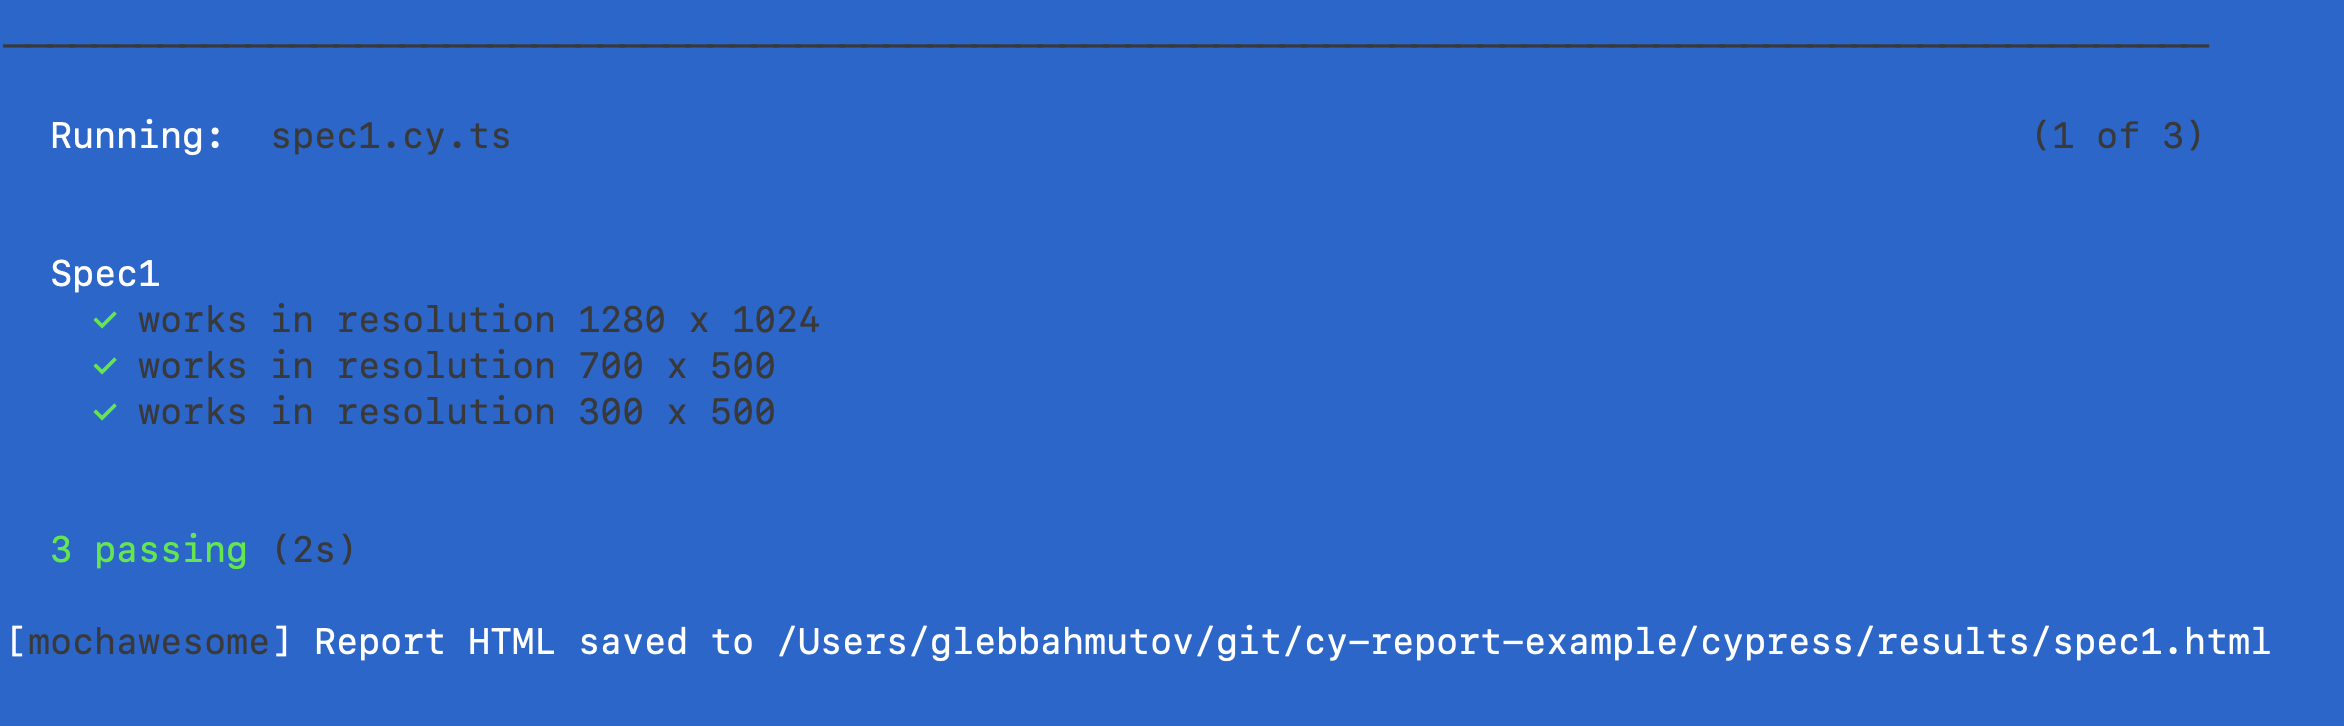 Running:  spec1.cy.ts (1 of 3)
Spec1
✓ works in resolution 1280 x 1024
✓ works in resolution 700 x 500
✓ works in resolution 300 x 500
3 passing (2s)
[mochawesome] Report HTML saved to /Users/glebbahmutov/git/cy-report-example/cypress/results/spec1.html